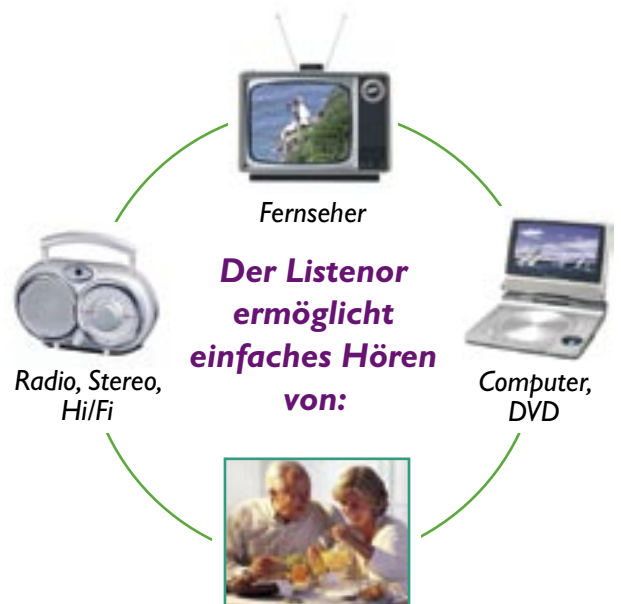 Fernseher
Der Listenor
ermöglicht
einfaches Hören
von:
Radio, Stereo,
Hi/Fi
Computer,
DVD